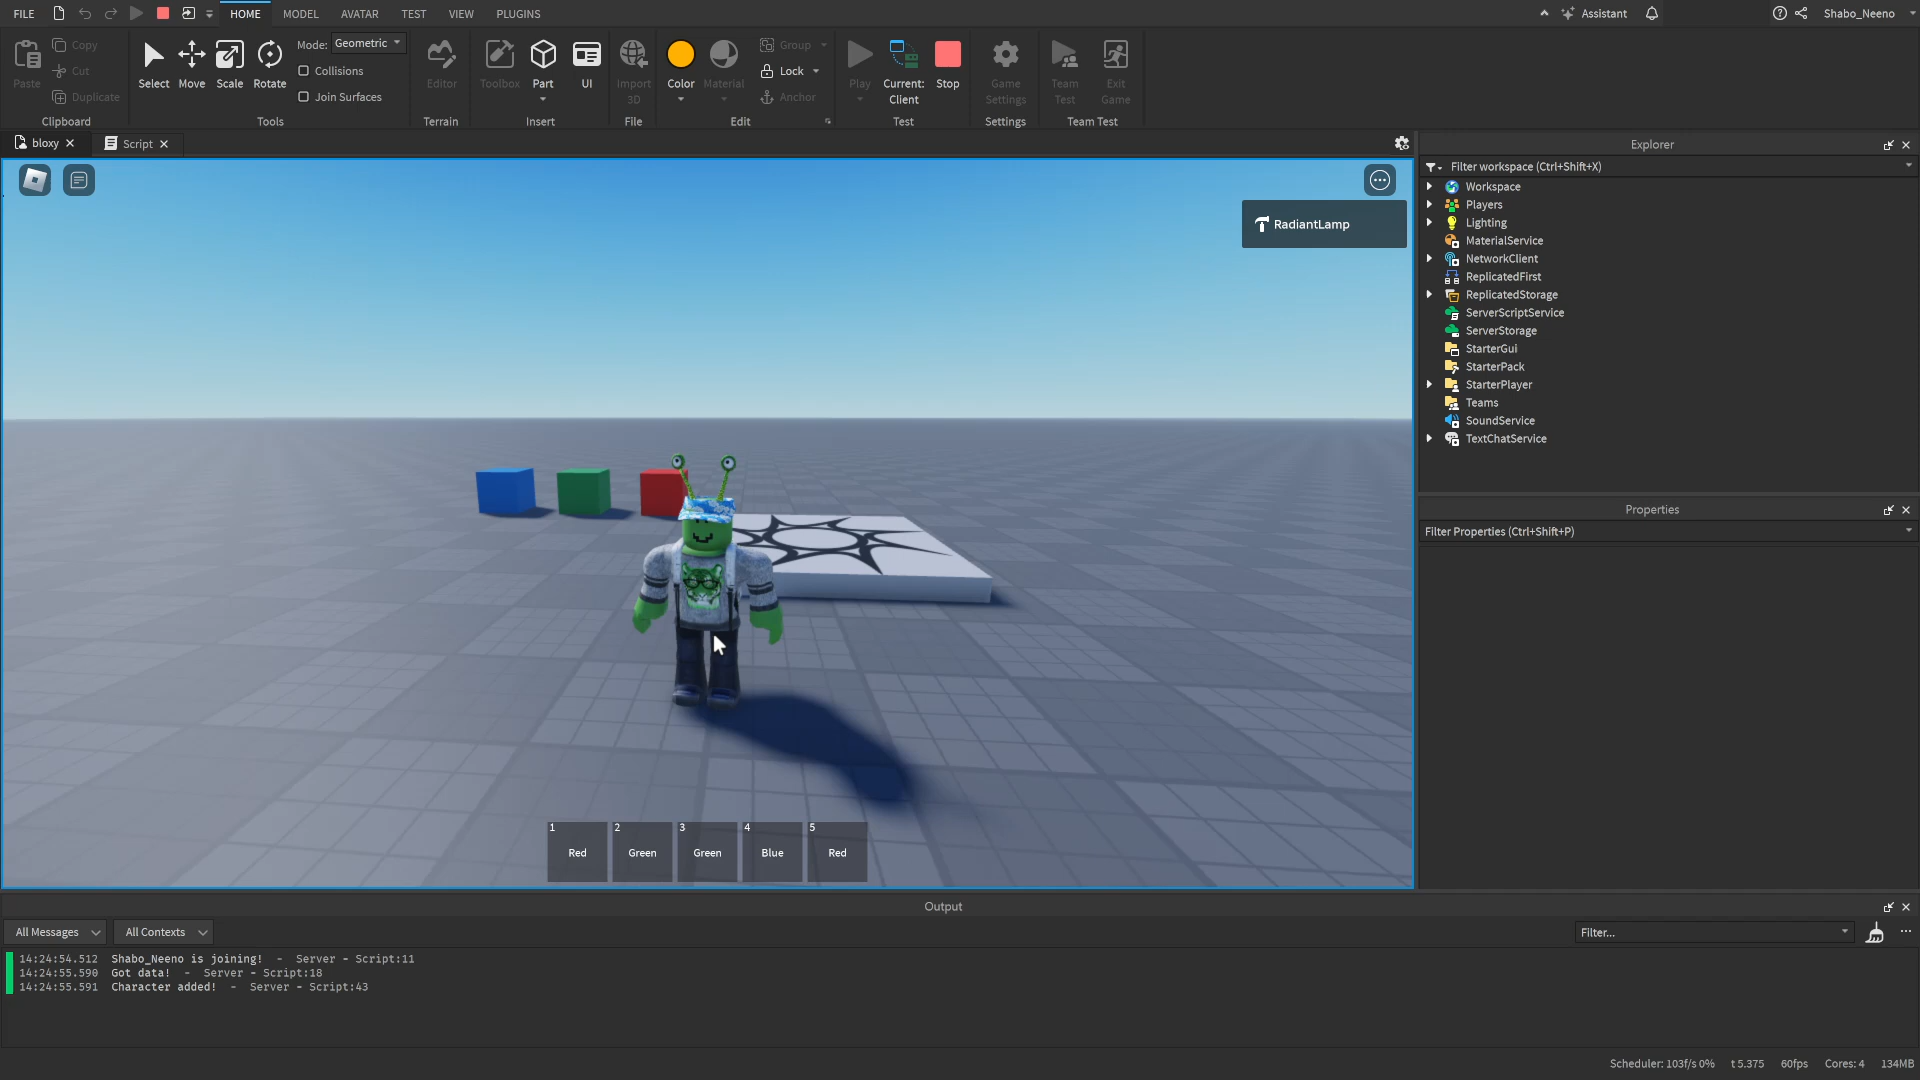 FILE
HOME
MODEL
AVATAR
TEST
VIEW
PLUGINS
Assistant
Shabo_Neeno
Paste
Copy
Cut
Duplicate
Clipboard
Select
Move
Scale
Rotate
Mode:
Geometric
Collisions
Join Surfaces
Tools
Editor
Terrain
Toolbox
Part
UI
Insert
Import
3D
File
Color
Material
Group
Lock
Anchor
Edit
Play
Current:
Client
Stop
Test
Game
Settings
Settings
Team
Test
Exit
Game
Team Test
bloxy
Script
RadiantLamp
1
Red
2
Green
3
Green
4
Blue
5
Red
Explorer
Filter workspace (Ctrl+Shift+X)
Workspace
Players
Lighting
MaterialService
NetworkClient
ReplicatedFirst
ReplicatedStorage
ServerScriptService
ServerStorage
StarterGui
StarterPack
StarterPlayer
Teams
SoundService
TextChatService
Properties
Filter Properties (Ctrl+Shift+P)
Output
All Messages
All Contexts
Filter...
14:24:54.512 Shabo_Neeno is joining! - Server - Script:11
14:24:55.590 Got data! - Server - Script:18
14:24:55.591 Character added! - Server - Script:43
Scheduler: 103f/s 0%
t 5.375
60fps
Cores: 4
134MB